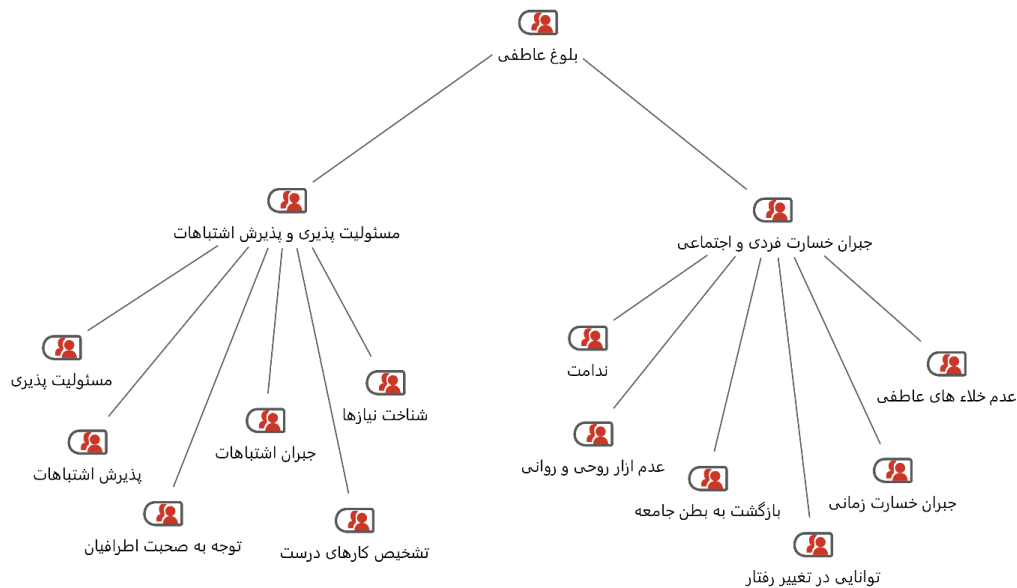 بلوغ عاطفی
مسئولیت پذیری و پذیرش اشتباهات
جبران خسارت فردی و اجتماعی
مسئولیت پذیری
پذیرش اشتباهات
توجه به صحبت اطرافیان
جبران اشتباهات
تشخیص کارهای درست
شناخت نیازها
ندامت
عدم ازار روحی و روانی
بازگشت به بطن جامعه
توانایی در تغییر رفتار
جبران خسارت زمانی
عدم خلاء های عاطفی